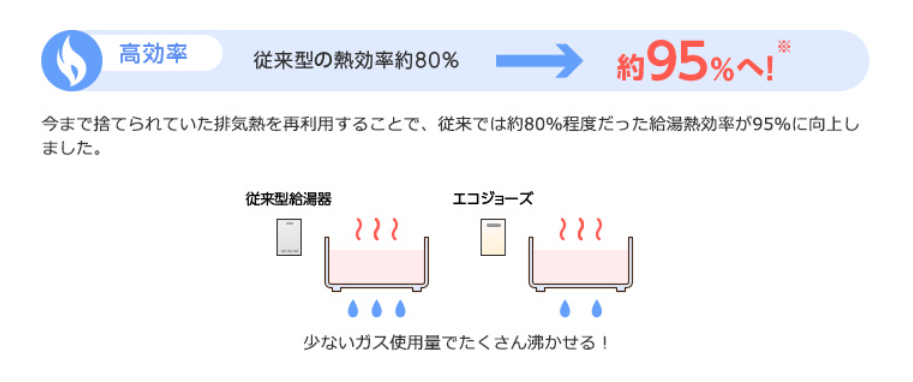 高効率
従来型の熱効率約80%
約95%へ!※
今まで捨てられていた排気熱を再利用することで、従来では約80%程度だった給湯熱効率が95%に向上し
ました。
従来型給湯器
エコジョーズ
少ないガス使用量でたくさん沸かせる！